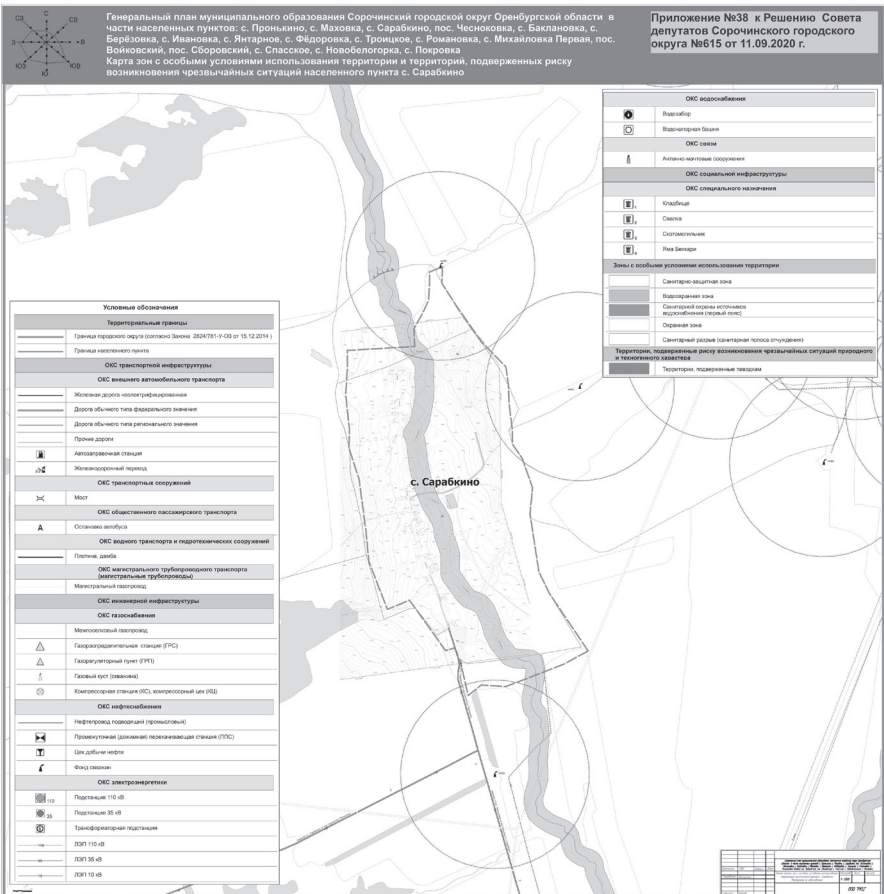 С
СВ
В
ЮВ
Ю
ЮЗ
З
СЗ
Генеральный план муниципального образования Сорочинский городской округ Оренбургской области в
части населенных пунктов: с. Пронькино, с. Маховка, с. Сарабкино, пос. Чесноковка, с. Баклановка, с.
Берёзовка, с. Ивановка, с. Янтарное, с. Фёдоровка, с. Троицкое, с. Романовка, с. Михайловка Первая, пос.
Войковский, пос. Сборовский, с. Спасское, с. Новобелогорка, с. Покровка
Карта зон с особыми условиями использования территории и территорий, подверженных риску
возникновения чрезвычайных ситуаций населенного пункта с. Сарабкино
Приложение №38 к Решению Совета
депутатов Сорочинского городского
округа №615 от 11.09.2020 г.
ОКС водоснабжения
Водозабор
Водонапорная башня
ОКС связи
Антенно-мачтовые сооружения
ОКС социальной инфраструктуры
ОКС специального назначения
1 Кладбище
2 Свалка
3 Скотомогильник
4 Яма Беккари
Зоны с особыми условиями использования территории
Санитарно-защитная зона
Водоохранная зона
Санитарной охраны источников
водоснабжения (первый пояс)
Охранная зона
Санитарный разрыв (санитарная полоса отчуждения)
Территории, подверженные риску возникновения чрезвычайных ситуаций природного
и техногенного характеров
Территории, подверженные паводкам
Условные обозначения
Территориальные границы
Граница городского округа (согласно Закона 2824/781-V-ОЗ от 15.12.2014 )
Граница населенного пункта
ОКС транспортной инфраструктуры
ОКС внешнего автомобильного транспорта
Железная дорога неэлектрифицированная
Дорога обычного типа федерального значения
Дорога обычного типа регионального значения
Прочие дороги
Автозаправочная станция
Железнодорожный переезд
ОКС транспортных сооружений
Мост
ОКС общественного пассажирского транспорта
А Остановка автобуса
ОКС водного транспорта и гидротехнических сооружений
Плотина, дамба
ОКС магистрального трубопроводного транспорта
(магистральные трубопроводы)
Магистральный газопровод
ОКС инженерной инфраструктуры
ОКС газоснабжения
Межпоселковый газопровод
Газораспределительная станция (ГРС)
Газорегуляторный пункт (ГРП)
Газовый куст (скважина)
Компрессорная станция (КС), компрессорный цех (КЦ)
ОКС нефтеснабжения
Нефтепровод подводящий (промысловый)
Промежуточная (дожимная) перекачивающая станция (ППС)
Цех добычи нефти
Фонд скважин
ОКС электроэнергетики
110 Подстанция 110 кВ
35 Подстанция 35 кВ
Трансформаторная подстанция
ЛЭП 110 кВ
ЛЭП 35 кВ
ЛЭП 10 кВ
с. Сарабкино